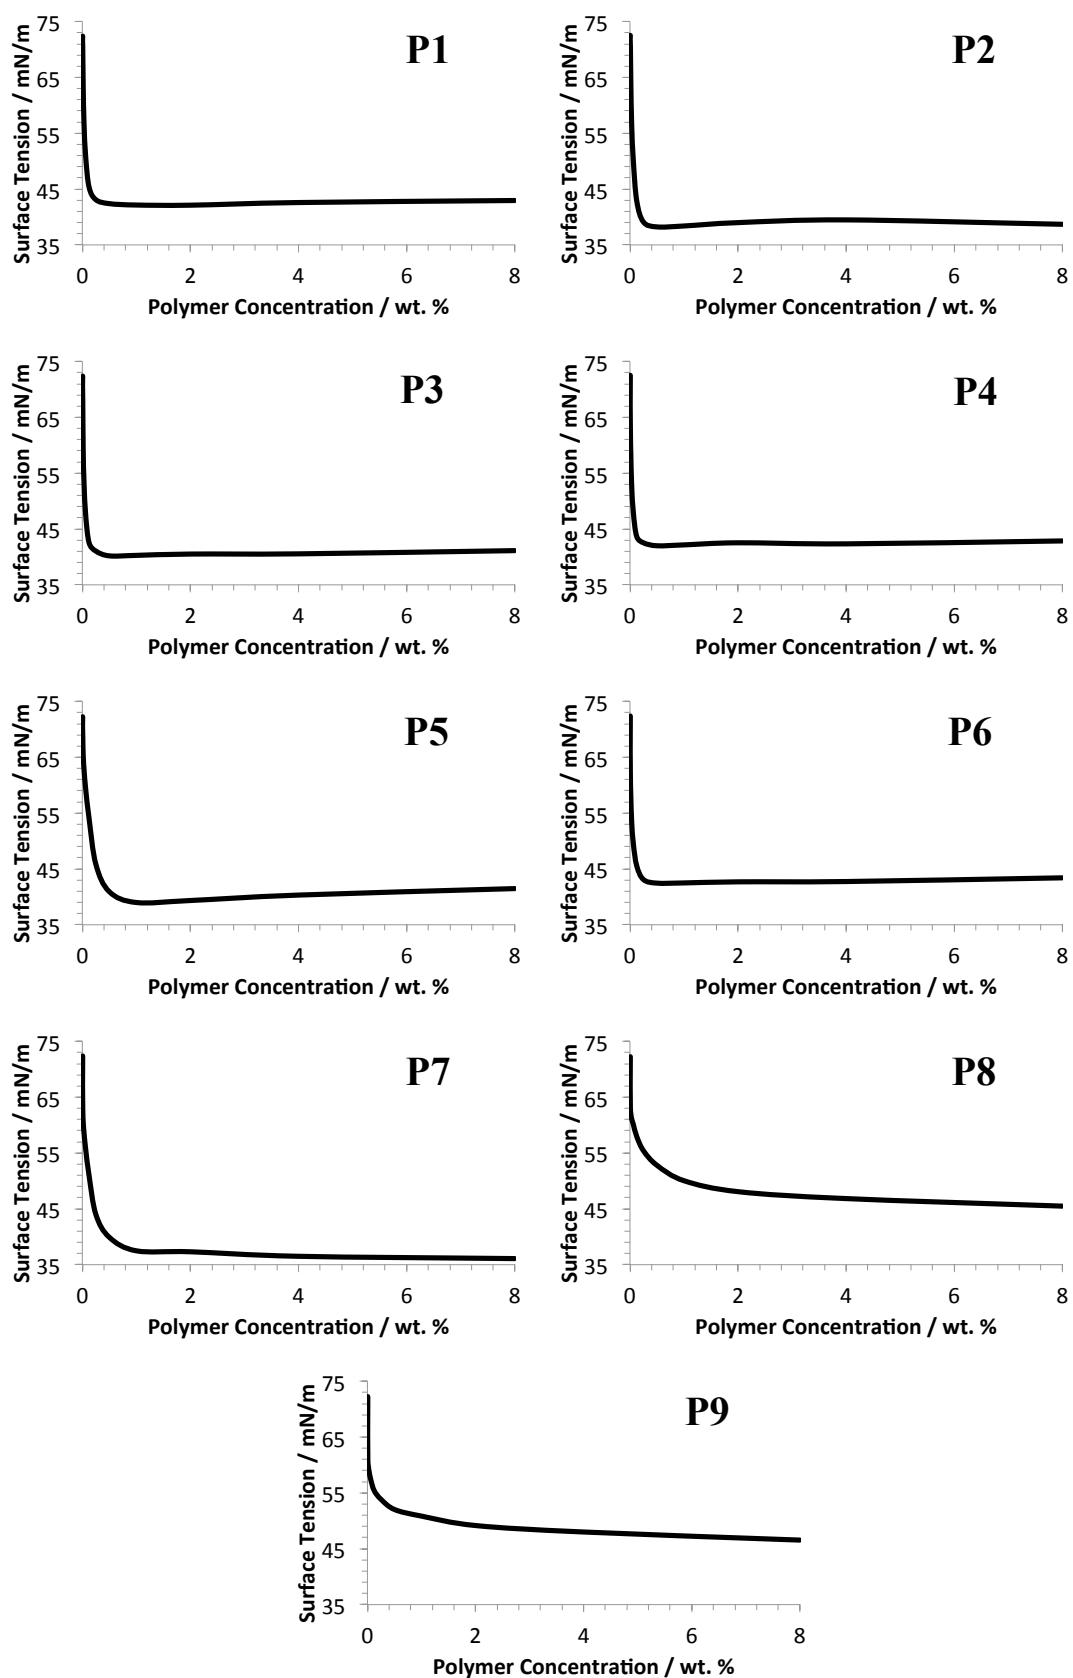 P1
Surface Tension / mN/m
75
65
55
45
35
0 2 4 6 8
Polymer Concentration / wt. %
P2
Surface Tension / mN/m
75
65
55
45
35
0 2 4 6 8
Polymer Concentration / wt. %
P3
Surface Tension / mN/m
75
65
55
45
35
0 2 4 6 8
Polymer Concentration / wt. %
P4
Surface Tension / mN/m
75
65
55
45
35
0 2 4 6 8
Polymer Concentration / wt. %
P5
Surface Tension / mN/m
75
65
55
45
35
0 2 4 6 8
Polymer Concentration / wt. %
P6
Surface Tension / mN/m
75
65
55
45
35
0 2 4 6 8
Polymer Concentration / wt. %
P7
Surface Tension / mN/m
75
65
55
45
35
0 2 4 6 8
Polymer Concentration / wt. %
P8
Surface Tension / mN/m
75
65
55
45
35
0 2 4 6 8
Polymer Concentration / wt. %
P9
Surface Tension / mN/m
75
65
55
45
35
0 2 4 6 8
Polymer Concentration / wt. %